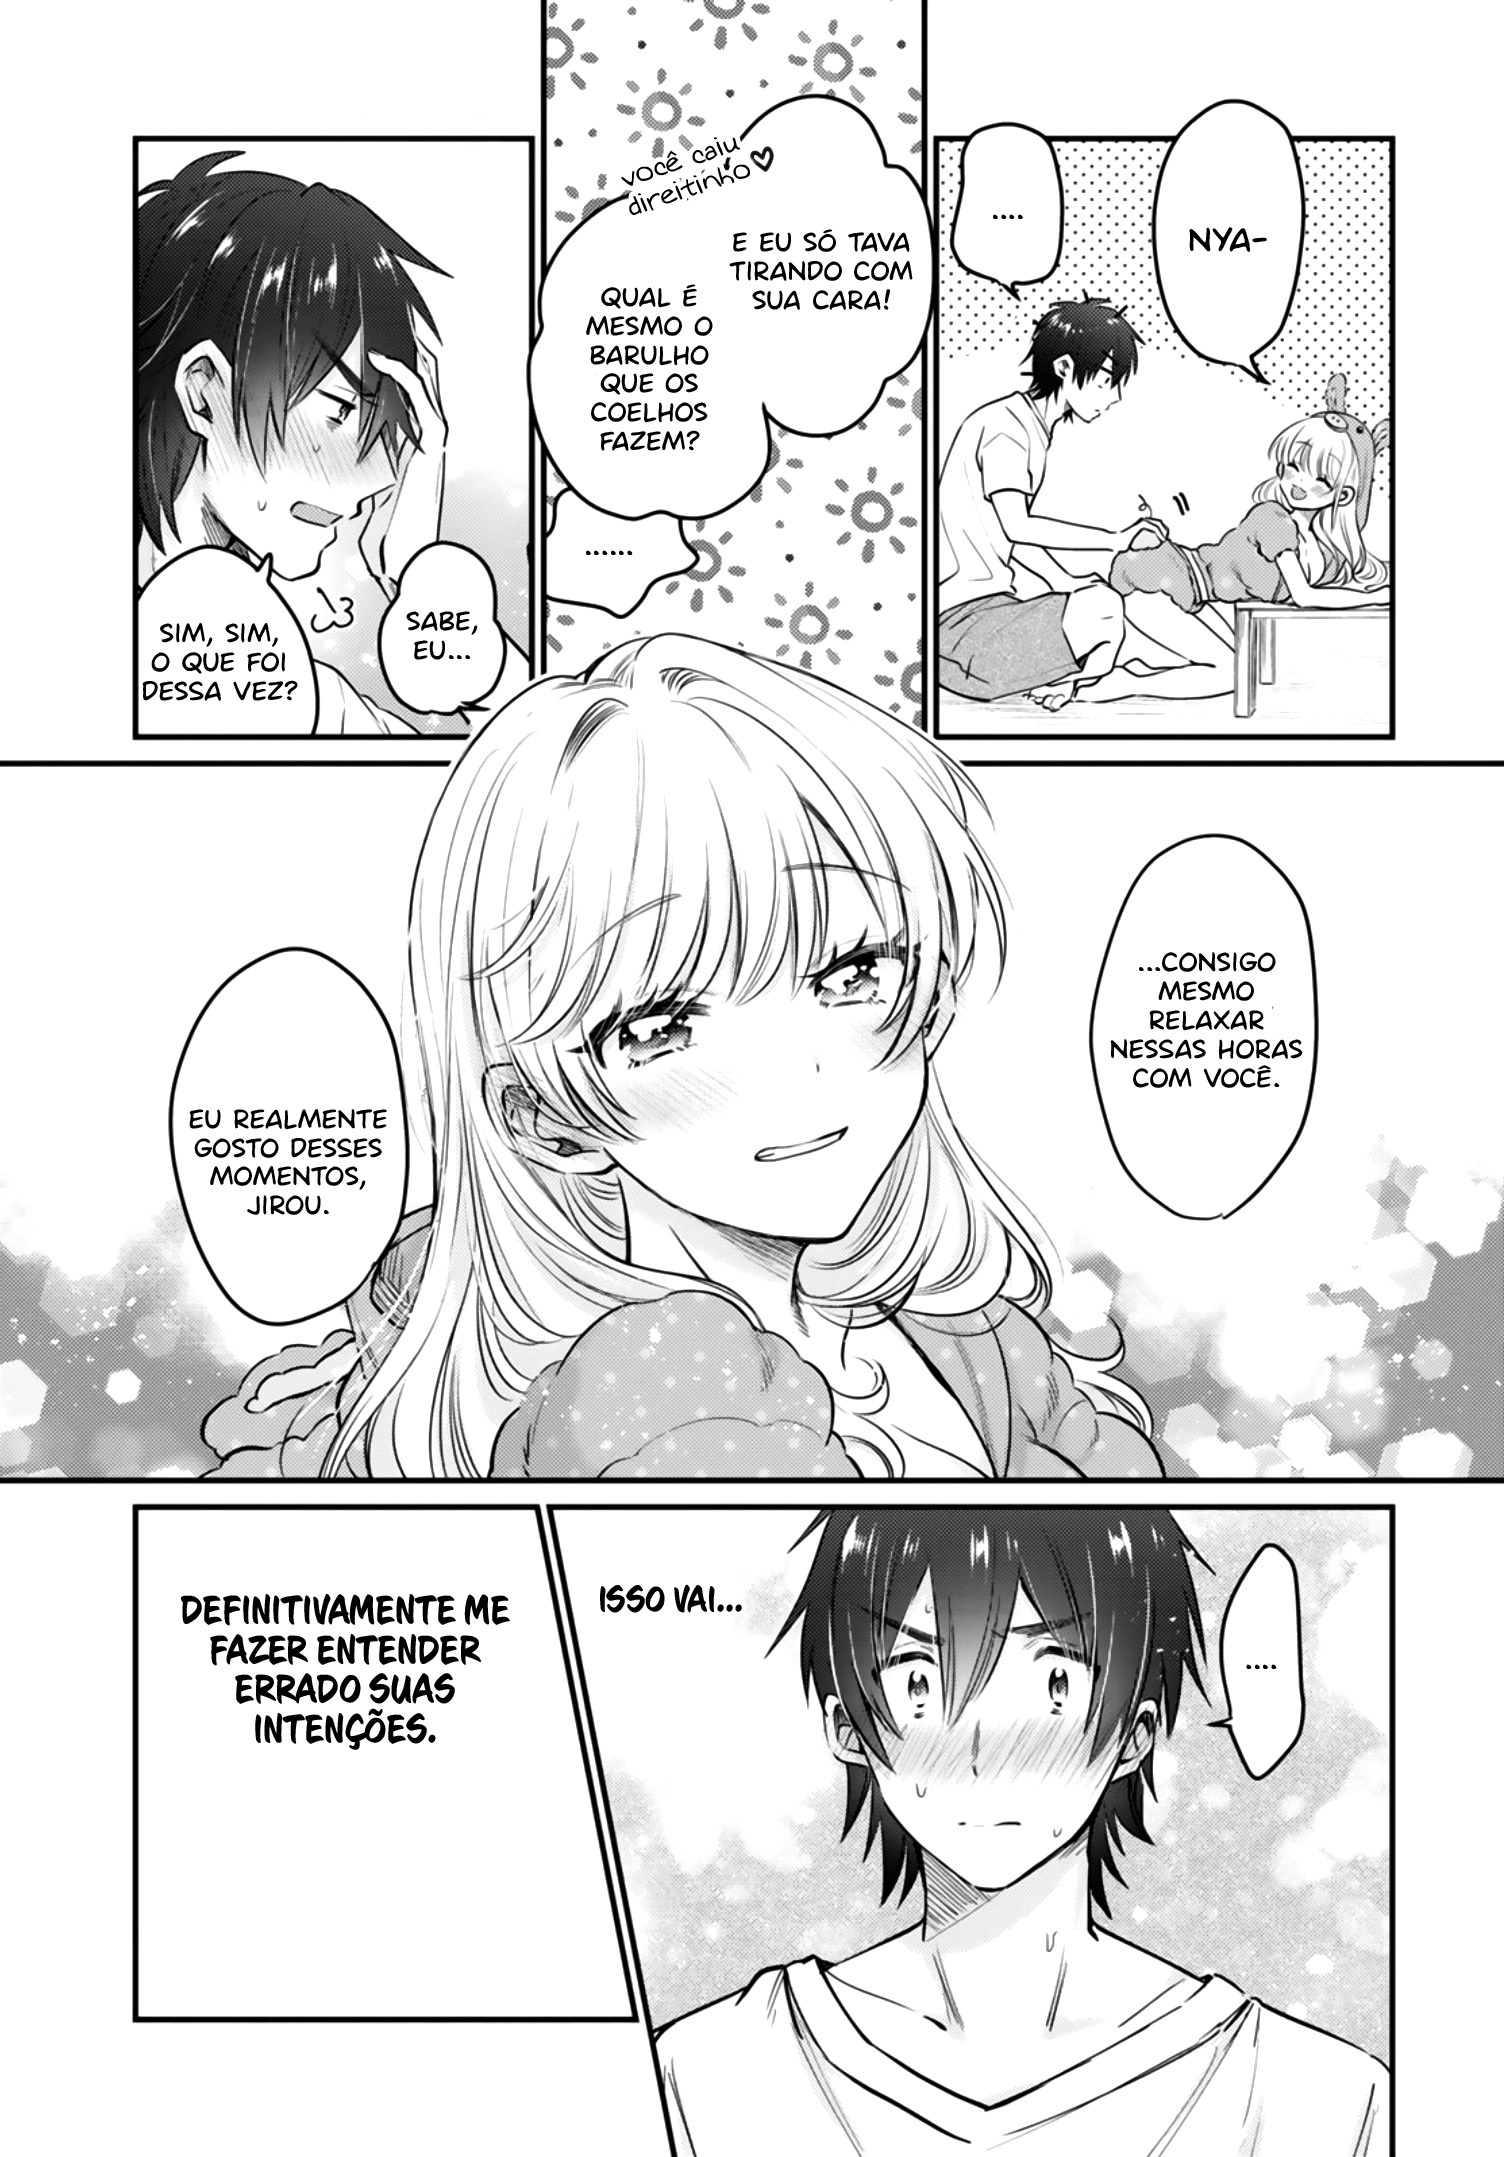 NYA-
....
E EU SÓ TAVA
TIRANDO COM
SUA CARA!
você caiu
direitinho♡
QUAL É
MESMO O
BARULHO
QUE OS
COELHOS
FAZEM?
......
SABE,
EU...
SIM, SIM,
O QUE FOI
DESSA VEZ?
...CONSIGO
MESMO
RELAXAR
NESSAS HORAS
COM VOCÊ.
EU REALMENTE
GOSTO DESSES
MOMENTOS,
JIROU.
....
ISSO VAI...
DEFINITIVAMENTE ME
FAZER ENTENDER
ERRADO SUAS
INTENÇÕES.